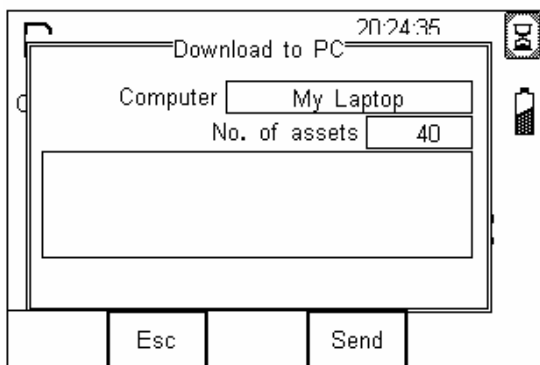 20:24:35
Download to PC
Computer My Laptop
No. of assets 40
Esc Send